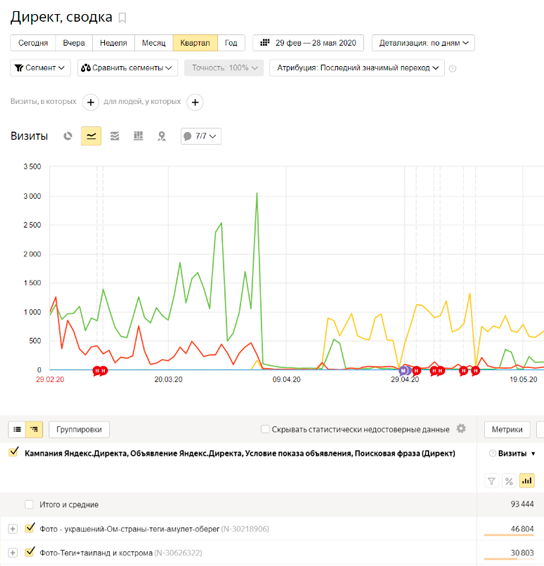 Директ, сводка
Сегодня Вчера Неделя Месяц Квартал Год 29 фев — 28 мая 2020 Детализация: по дням
Сегмент Сравнить сегменты Точность: 100% Атрибуция: Последний значимый переход
Визиты, в которых + для людей, у которых +
Визиты 7/7
3 500
3 000
2 500
2 000
1 500
1 000
500
0
29.02.20 20.03.20 09.04.20 29.04.20 19.05.20
Группировки Скрывать статистически недостоверные данные Метрики
Кампания Яндекс.Директа, Объявление Яндекс.Директа, Условие показа объявления, Поисковая фраза (Директ) Визиты
%
Итого и средние 93 444
Фото - украшений-Ом-страны-теги-амулет-оберег (N-30218906) 46 804
Фото-Теги+таиланд и кострома (N-30626322) 30 803